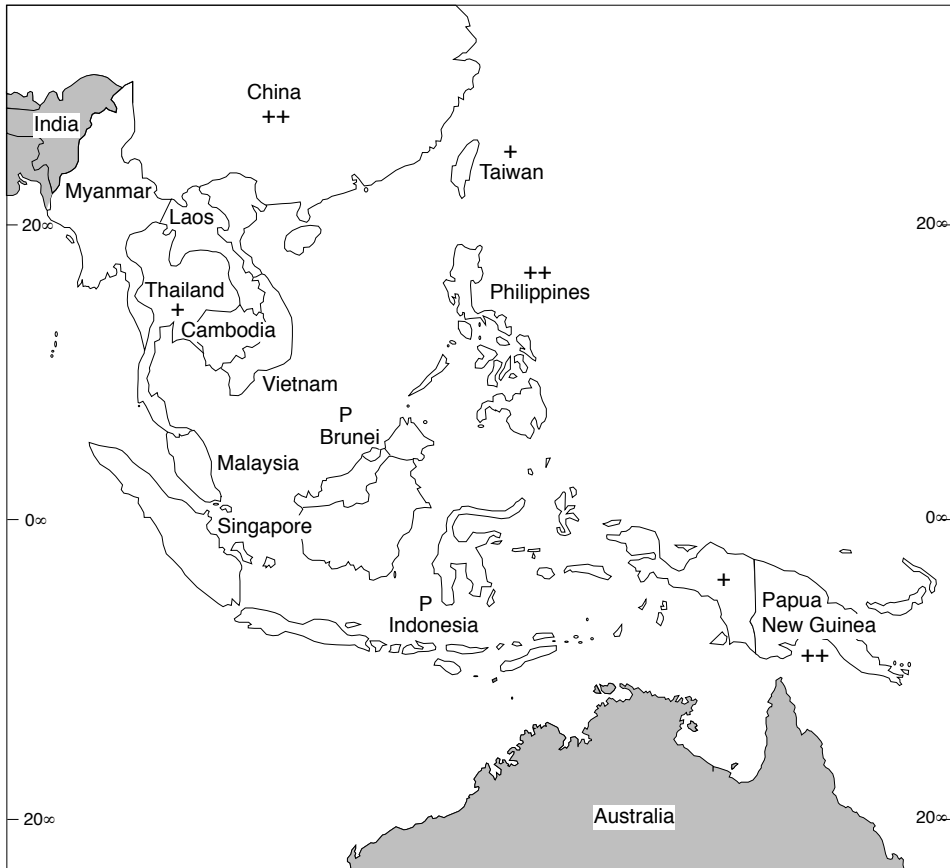 China
++
India
+
Taiwan
Myanmar
Laos
20∞
20∞
++
Philippines
Thailand
+
Cambodia
Vietnam
P
Brunei
Malaysia
0∞
0∞
Singapore
+
P
Indonesia
Papua
New Guinea
++
Australia
20∞
20∞